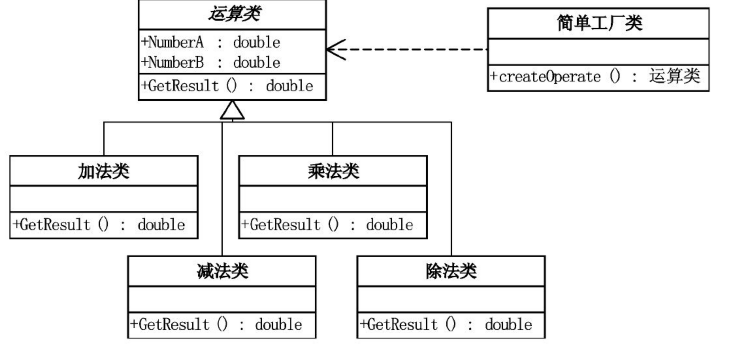 运算类
+NumberA : double
+NumberB : double
+GetResult() : double
简单工厂类
+createOperate() : 运算类
加法类
+GetResult() : double
乘法类
+GetResult() : double
减法类
+GetResult() : double
除法类
+GetResult() : double